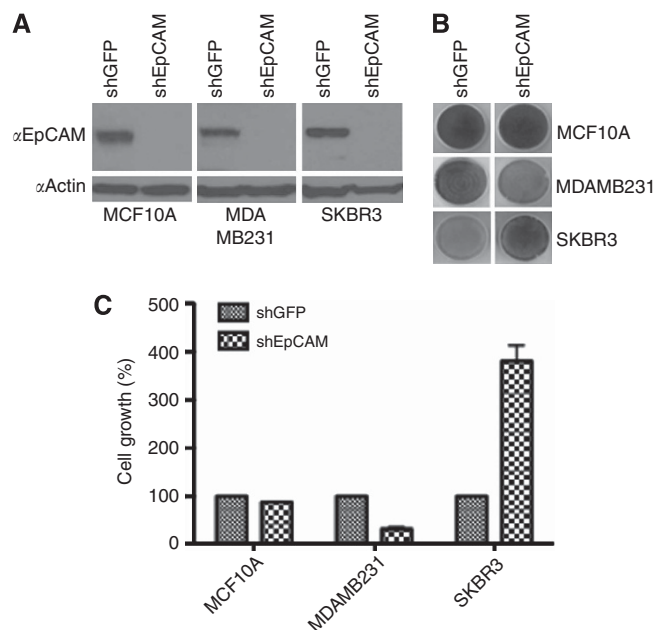 A
shGFP
shEpCAM
shGFP
shEpCAM
shGFP
shEpCAM
αEpCAM
αActin
MCF10A
MDA
MB231
SKBR3
B
shGFP
shEpCAM
MCF10A
MDAMB231
SKBR3
C
500
400
300
200
100
0
Cell growth (%)
shGFP
shEpCAM
MCF10A
MDAMB231
SKBR3